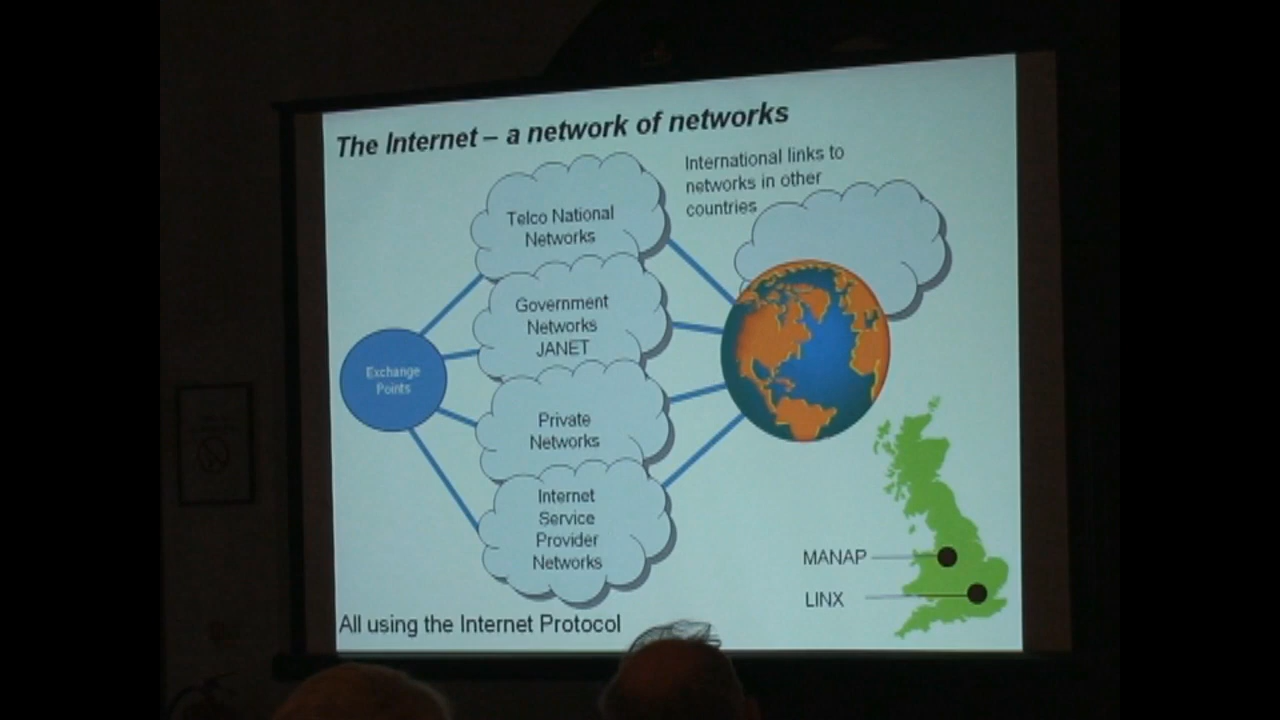 The Internet – a network of networks
International links to
networks in other
countries
Telco National
Networks
Government
Networks
JANET
Exchange
Points
Private
Networks
Internet
Service
Provider
Networks
MANAP
LINX
All using the Internet Protocol